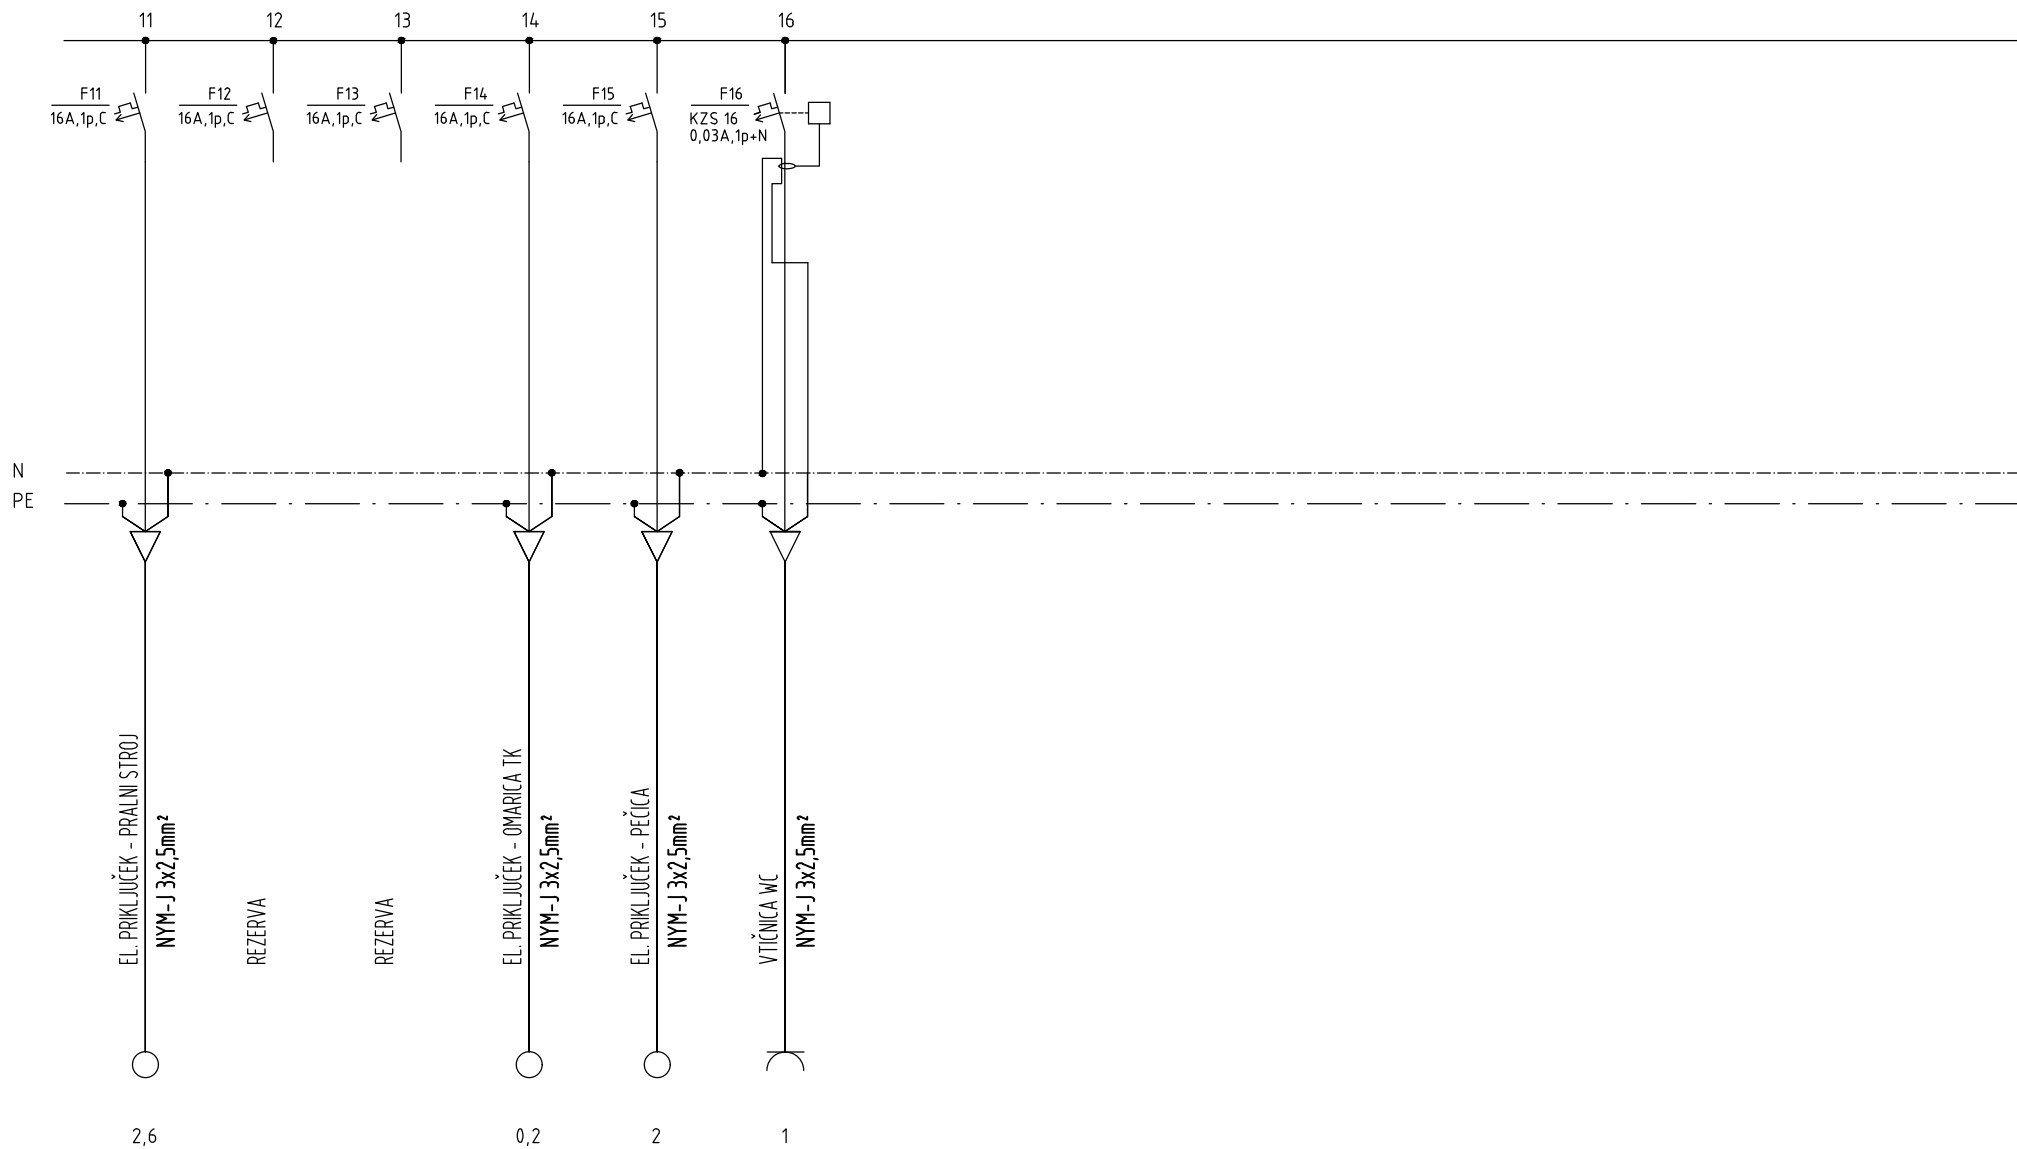 11
12
13
14
15
16
F11
16A,1p,C
F12
16A,1p,C
F13
16A,1p,C
F14
16A,1p,C
F15
16A,1p,C
F16
KZS 16
0,03A,1p+N
N
PE
EL. PRIKLJUČEK - PRALNI STROJ
NYM-J 3x2,5mm²
REZERVA
REZERVA
EL. PRIKLJUČEK - OMARICA TK
NYM-J 3x2,5mm²
EL. PRIKLJUČEK - PEČICA
NYM-J 3x2,5mm²
VTIČNICA WC
NYM-J 3x2,5mm²
2,6
0,2
2
1